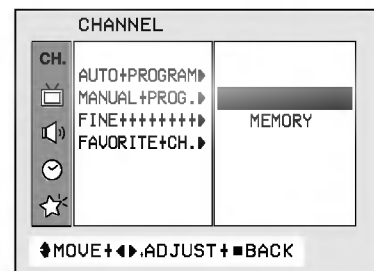 CHANNEL
CH.
AUTO+PROGRAM▶
MANUAL+PROG.▶
FINE++++++++▶
FAVORITE+CH.▶
MEMORY
♦MOVE+◀▶.ADJUST+■BACK